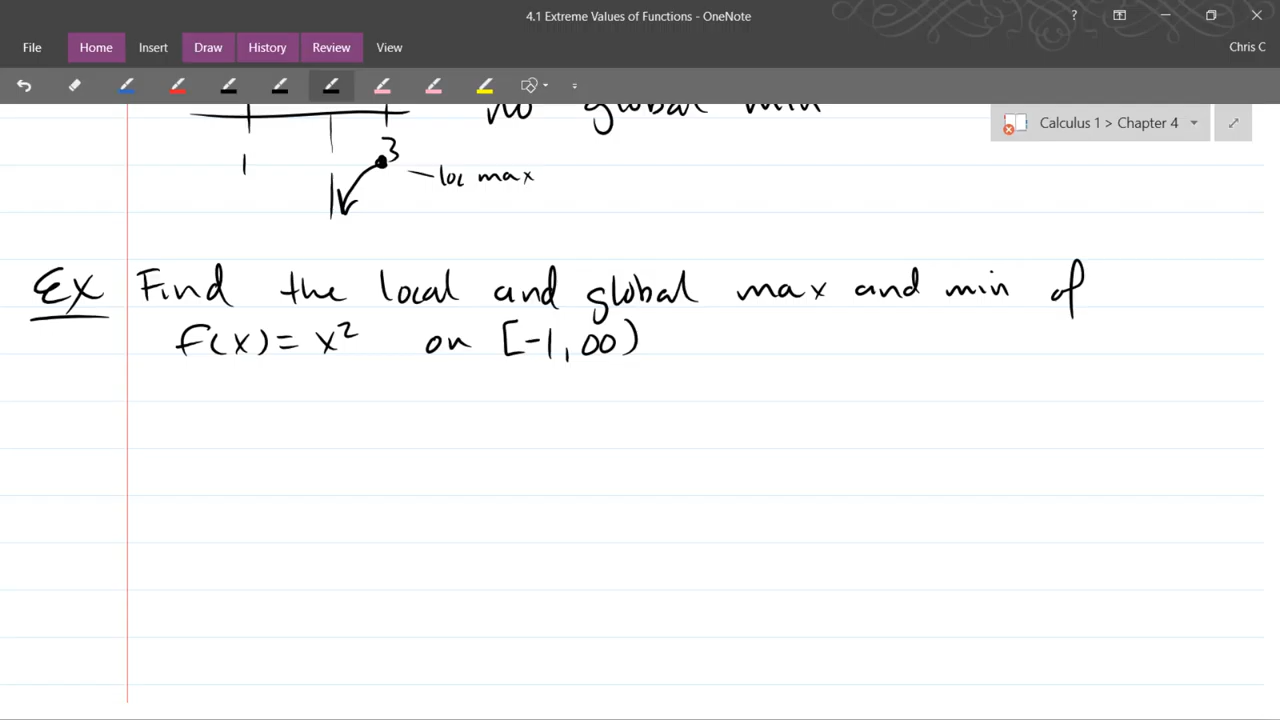 4.1 Extreme Values of Functions - OneNote
?
File Home Insert Draw History Review View
Chris C
no global min
Calculus 1 > Chapter 4
1
3
loc max
Ex Find the local and global max and min of
f(x) = x² on [-1, ∞)